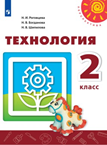 Н. И. Роговцева
Н. В. Богданова
Н. В. Шипилова
ТЕХНОЛОГИЯ
2
класс